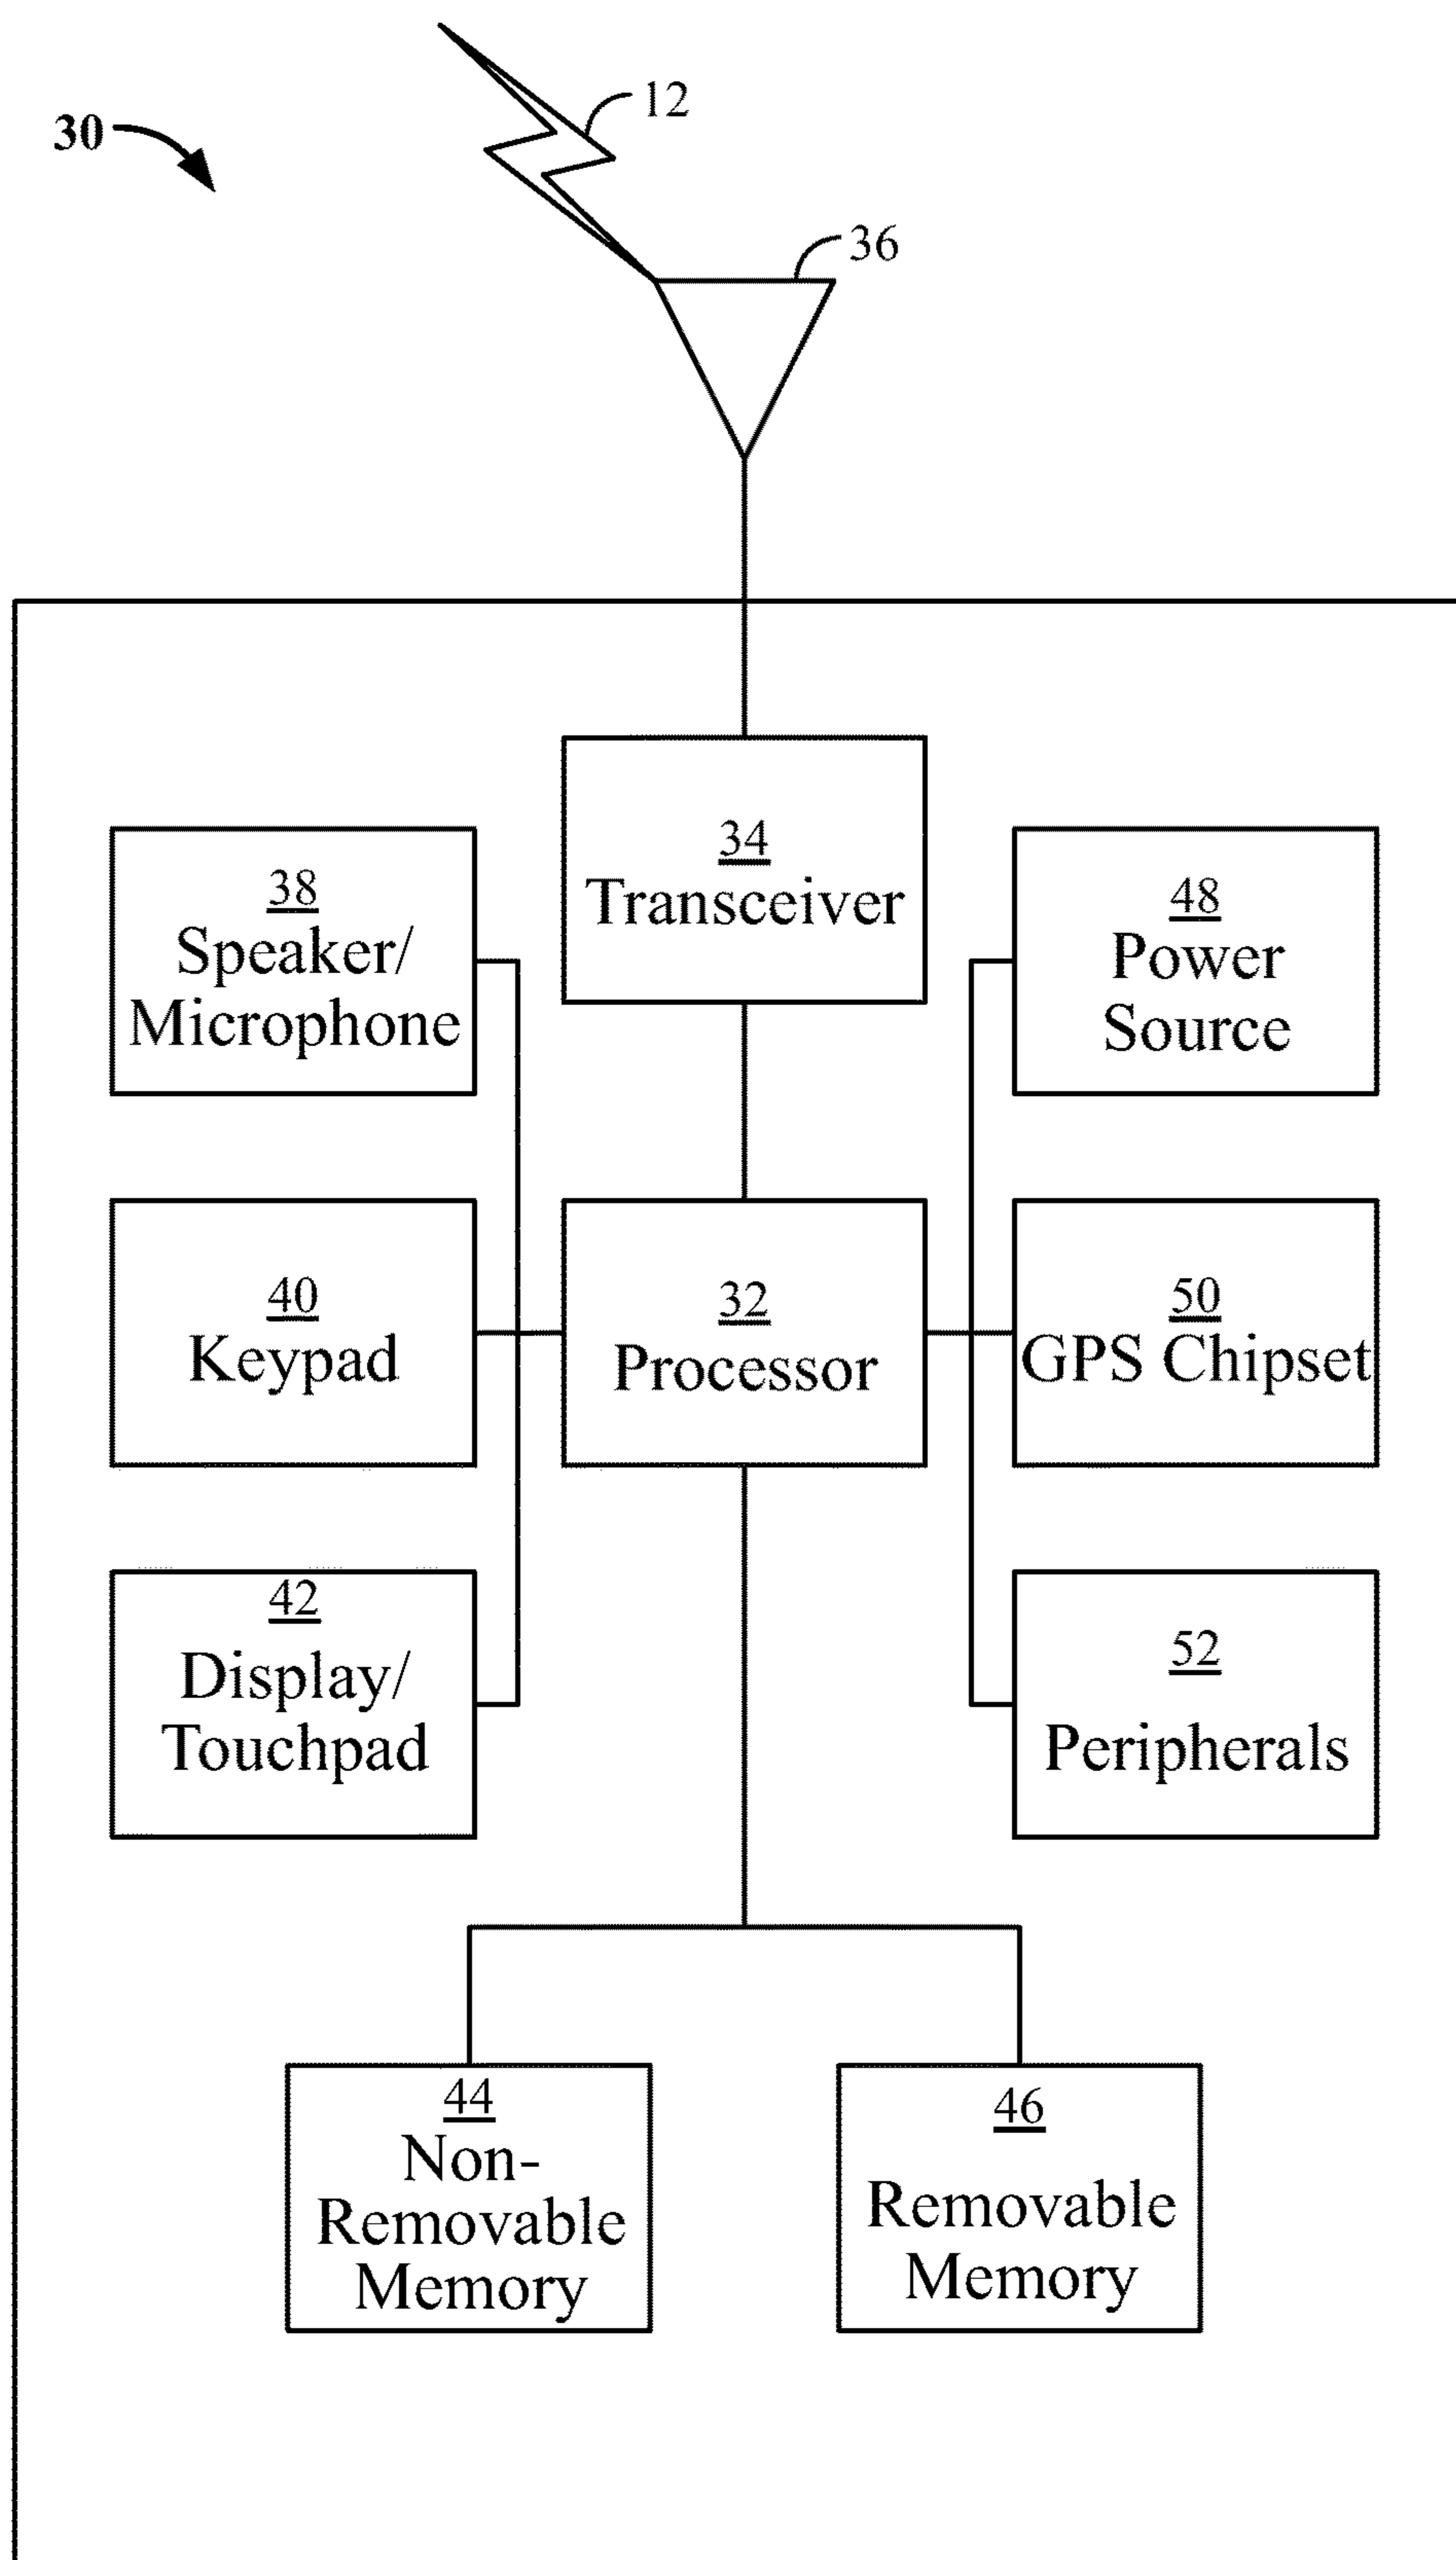 12
30
36
34
Transceiver
38
Speaker/
Microphone
48
Power
Source
40
Keypad
32
Processor
50
GPS Chipset
42
Display/
Touchpad
52
Peripherals
44
Non-
Removable
Memory
46
Removable
Memory